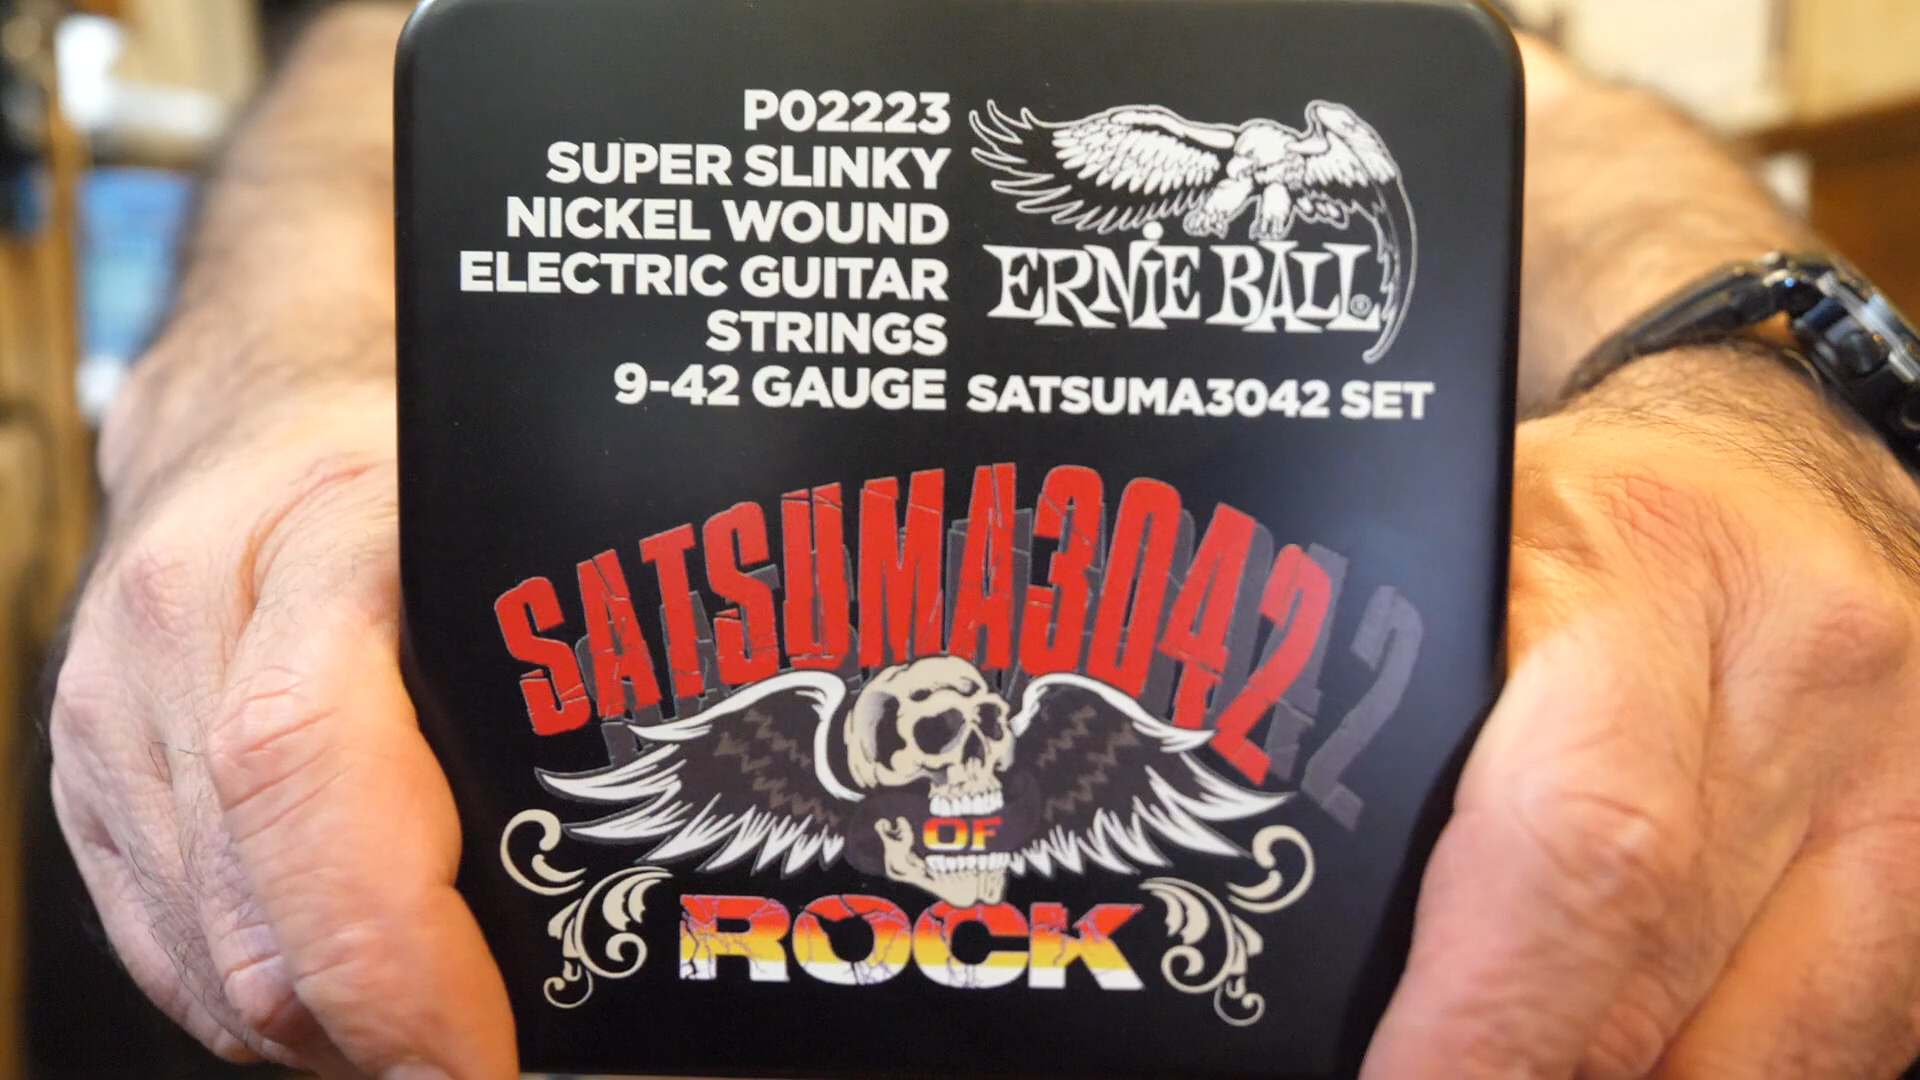 P02223
SUPER SLINKY
NICKEL WOUND
ELECTRIC GUITAR
STRINGS
9-42 GAUGE
ERNIE BALL®
SATSUMA3042 SET
SATSUMA3042
OF
ROCK